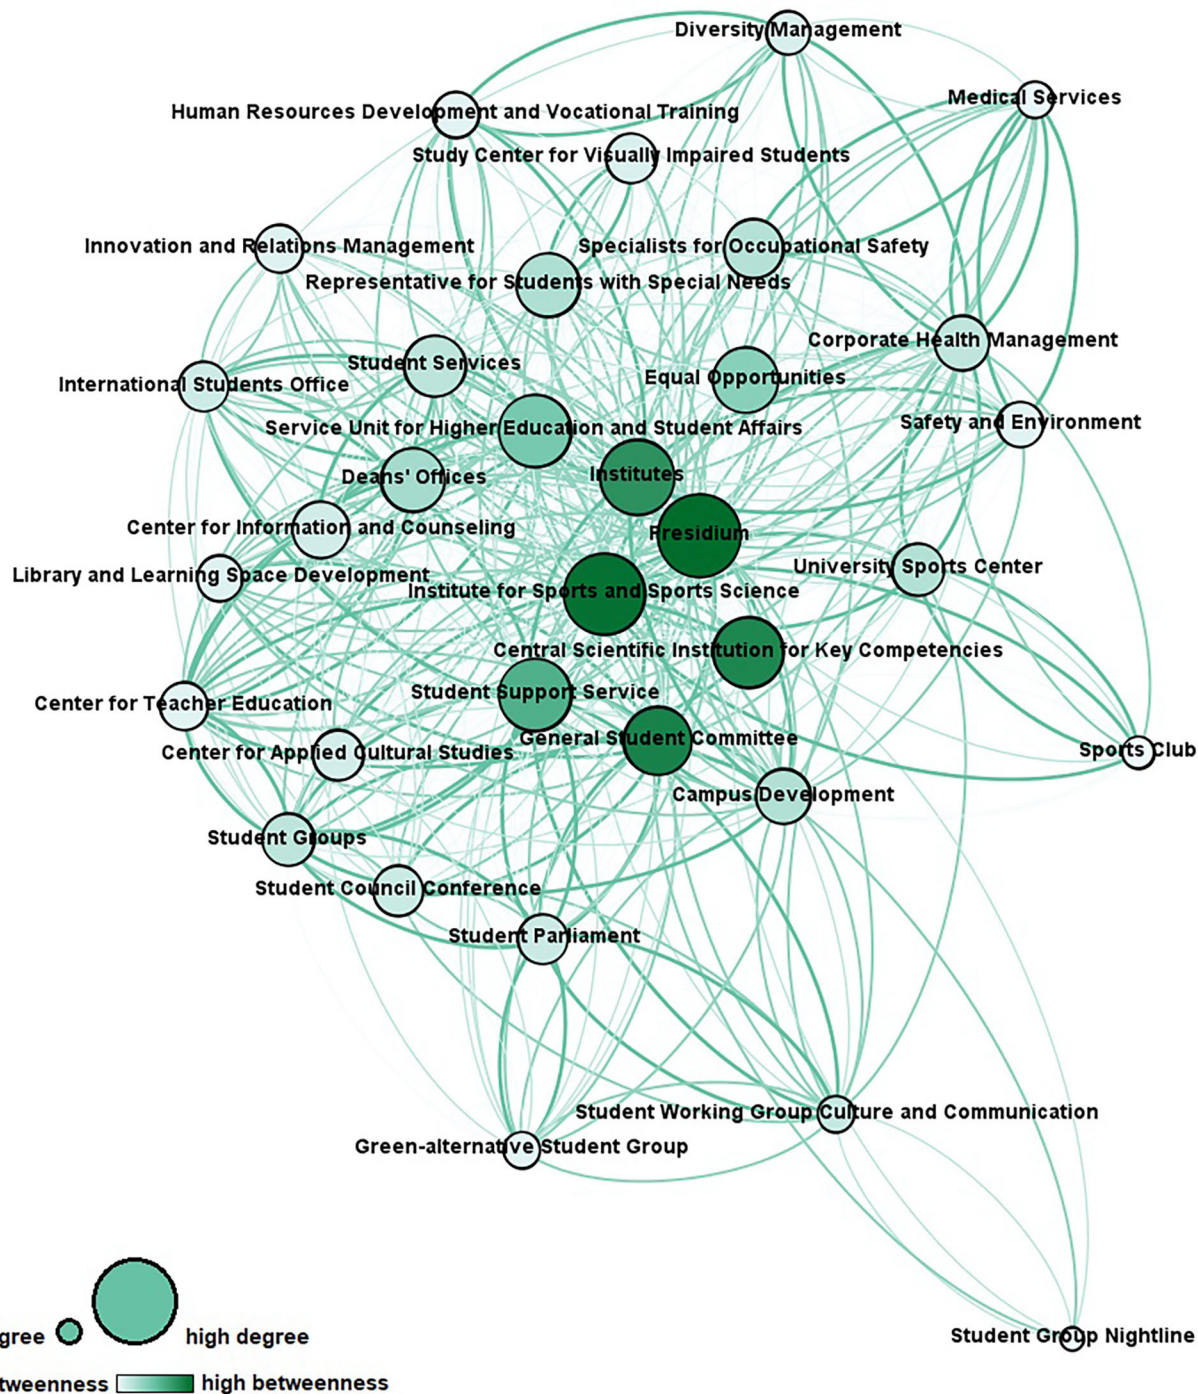 Diversity Management
Medical Services
Human Resources Development and Vocational Training
Study Center for Visually Impaired Students
Innovation and Relations Management
Specialists for Occupational Safety
Representative for Students with Special Needs
Corporate Health Management
Student Services
Equal Opportunities
International Students Office
Safety and Environment
Service Unit for Higher Education and Student Affairs
Institutes
Deans' Offices
Center for Information and Counseling
Presidium
University Sports Center
Library and Learning Space Development
Institute for Sports and Sports Science
Central Scientific Institution for Key Competencies
Student Support Service
Center for Teacher Education
General Student Committee
Sports Club
Center for Applied Cultural Studies
Campus Development
Student Groups
Student Council Conference
Student Parliament
Student Working Group Culture and Communication
Green-alternative Student Group
Student Group Nightline
gree high degree
tweenness high betweenness